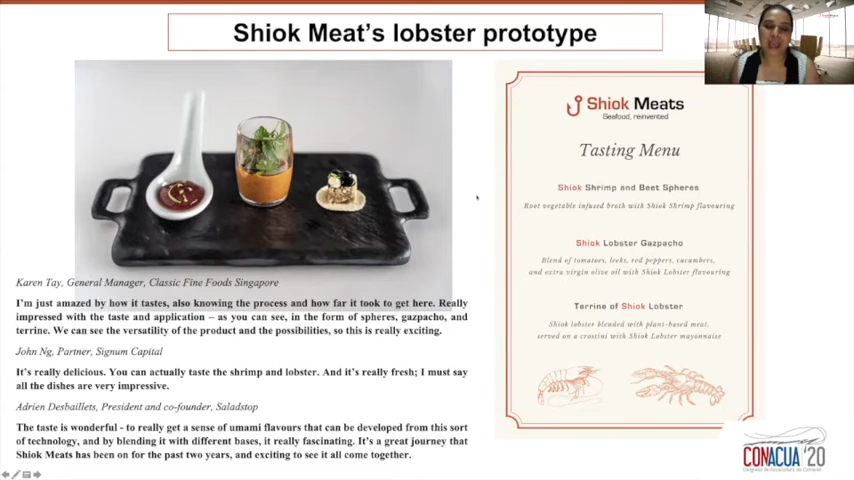 Shiok Meat's lobster prototype
Shiok Meats
Seafood, reinvented
Tasting Menu
Shiok Shrimp and Beet Spheres
Root vegetable infused broth with Shiok Shrimp flavouring
Shiok Lobster Gazpacho
Blend of tomatoes, leeks, red peppers, cucumbers,
and extra virgin olive oil with Shiok Lobster flavouring
Terrine of Shiok Lobster
Shiok lobster blended with plant-based meat,
served on a crostini with Shiok Lobster mayonnaise
Karen Tay, General Manager, Classic Fine Foods Singapore
I'm just amazed by how it tastes, also knowing the process and how far it took to get here. Really
impressed with the taste and application – as you can see, in the form of spheres, gazpacho, and
terrine. We can see the versatility of the product and the possibilities, so this is really exciting.
John Ng, Partner, Signum Capital
It's really delicious. You can actually taste the shrimp and lobster. And it's really fresh; I must say
all the dishes are very impressive.
Adrien Desbaillets, President and co-founder, Saladstop
The taste is wonderful - to really get a sense of umami flavours that can be developed from this sort
of technology, and by blending it with different bases, it really fascinating. It's a great journey that
Shiok Meats has been on for the past two years, and exciting to see it all come together.
CONACUA '20